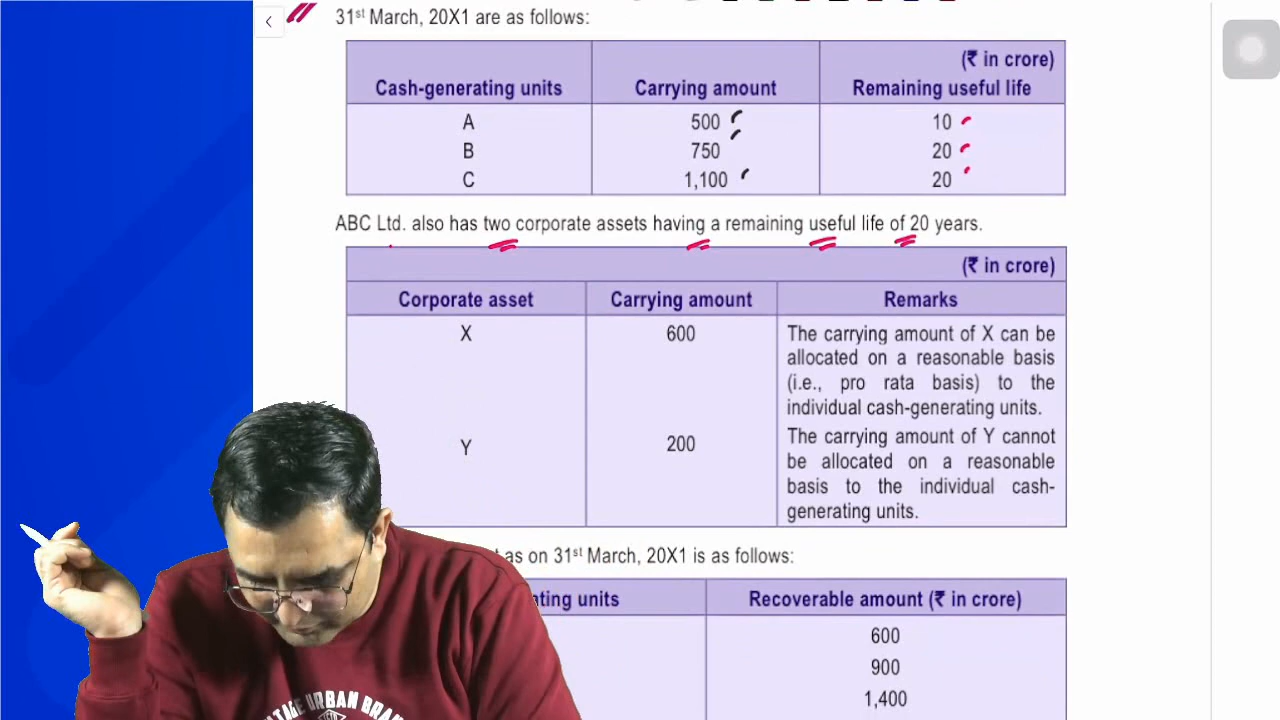 31st March, 20X1 are as follows:
(₹ in crore)
Cash-generating units Carrying amount Remaining useful life
A 500 10
B 750 20
C 1,100 20
ABC Ltd. also has two corporate assets having a remaining useful life of 20 years.
(₹ in crore)
Corporate asset Carrying amount Remarks
X 600 The carrying amount of X can be
allocated on a reasonable basis
(i.e., pro rata basis) to the
individual cash-generating units.
Y 200 The carrying amount of Y cannot
be allocated on a reasonable
basis to the individual cash-
generating units.
as on 31st March, 20X1 is as follows:
units Recoverable amount (₹ in crore)
600
900
1,400
URBAN